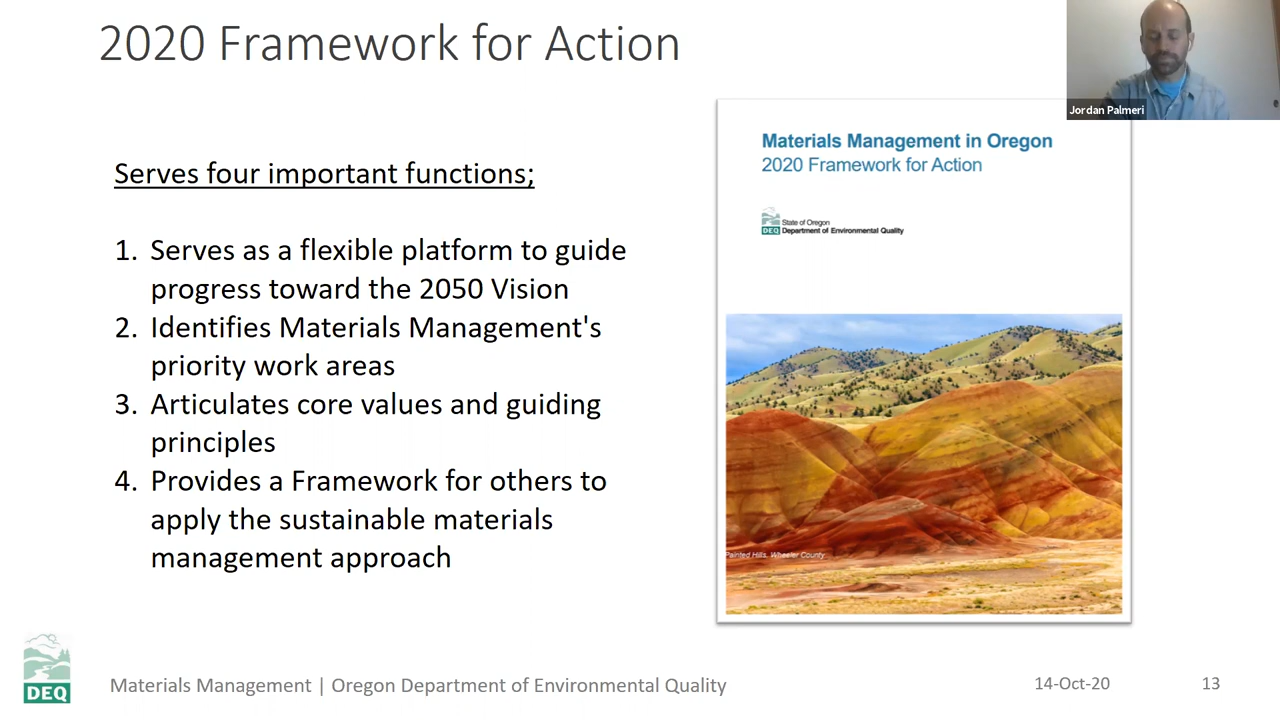 2020 Framework for Action
Jordan Palmeri
Serves four important functions;
1. Serves as a flexible platform to guide
progress toward the 2050 Vision
2. Identifies Materials Management's
priority work areas
3. Articulates core values and guiding
principles
4. Provides a Framework for others to
apply the sustainable materials
management approach
Materials Management in Oregon
2020 Framework for Action
State of Oregon
DEQ Department of Environmental Quality
Painted Hills, Wheeler County
DEQ
Materials Management | Oregon Department of Environmental Quality
14-Oct-20
13